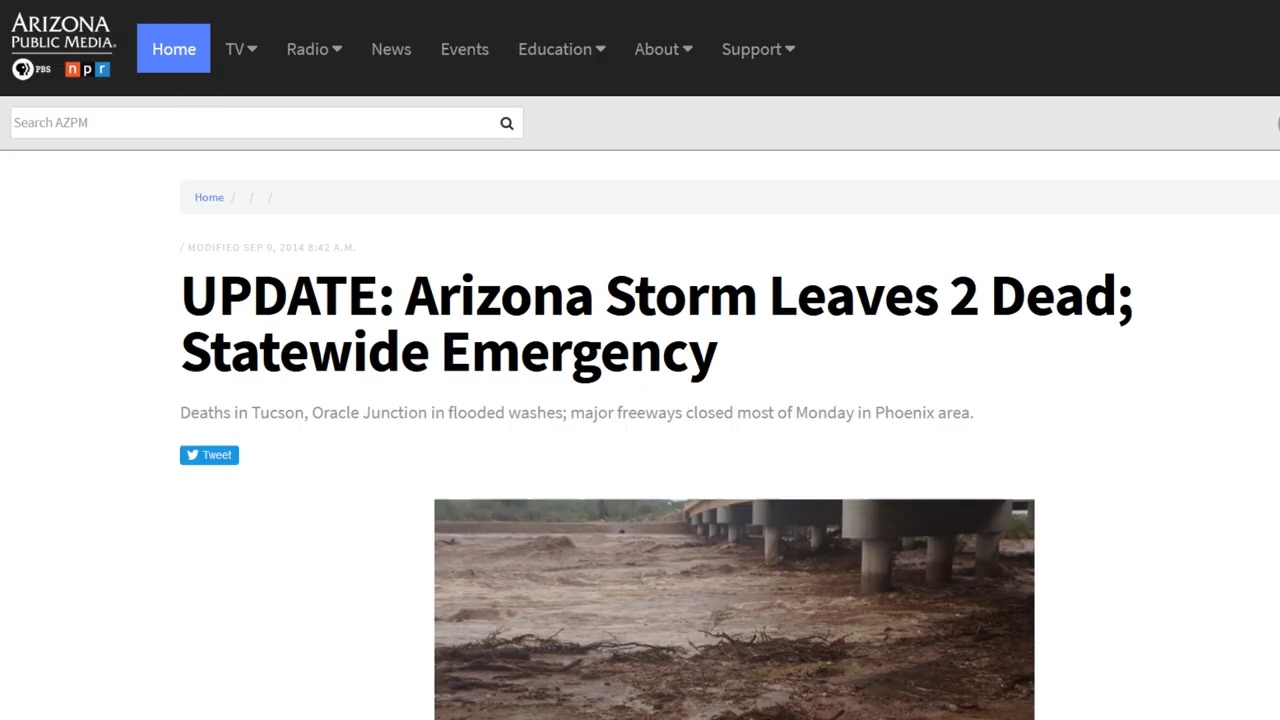 ARIZONA
PUBLIC MEDIA®
PBS npr
Home TV Radio News Events Education About Support
Search AZPM
Home / / /
/ MODIFIED SEP 9, 2014 8:42 A.M.
UPDATE: Arizona Storm Leaves 2 Dead;
Statewide Emergency
Deaths in Tucson, Oracle Junction in flooded washes; major freeways closed most of Monday in Phoenix area.
Tweet